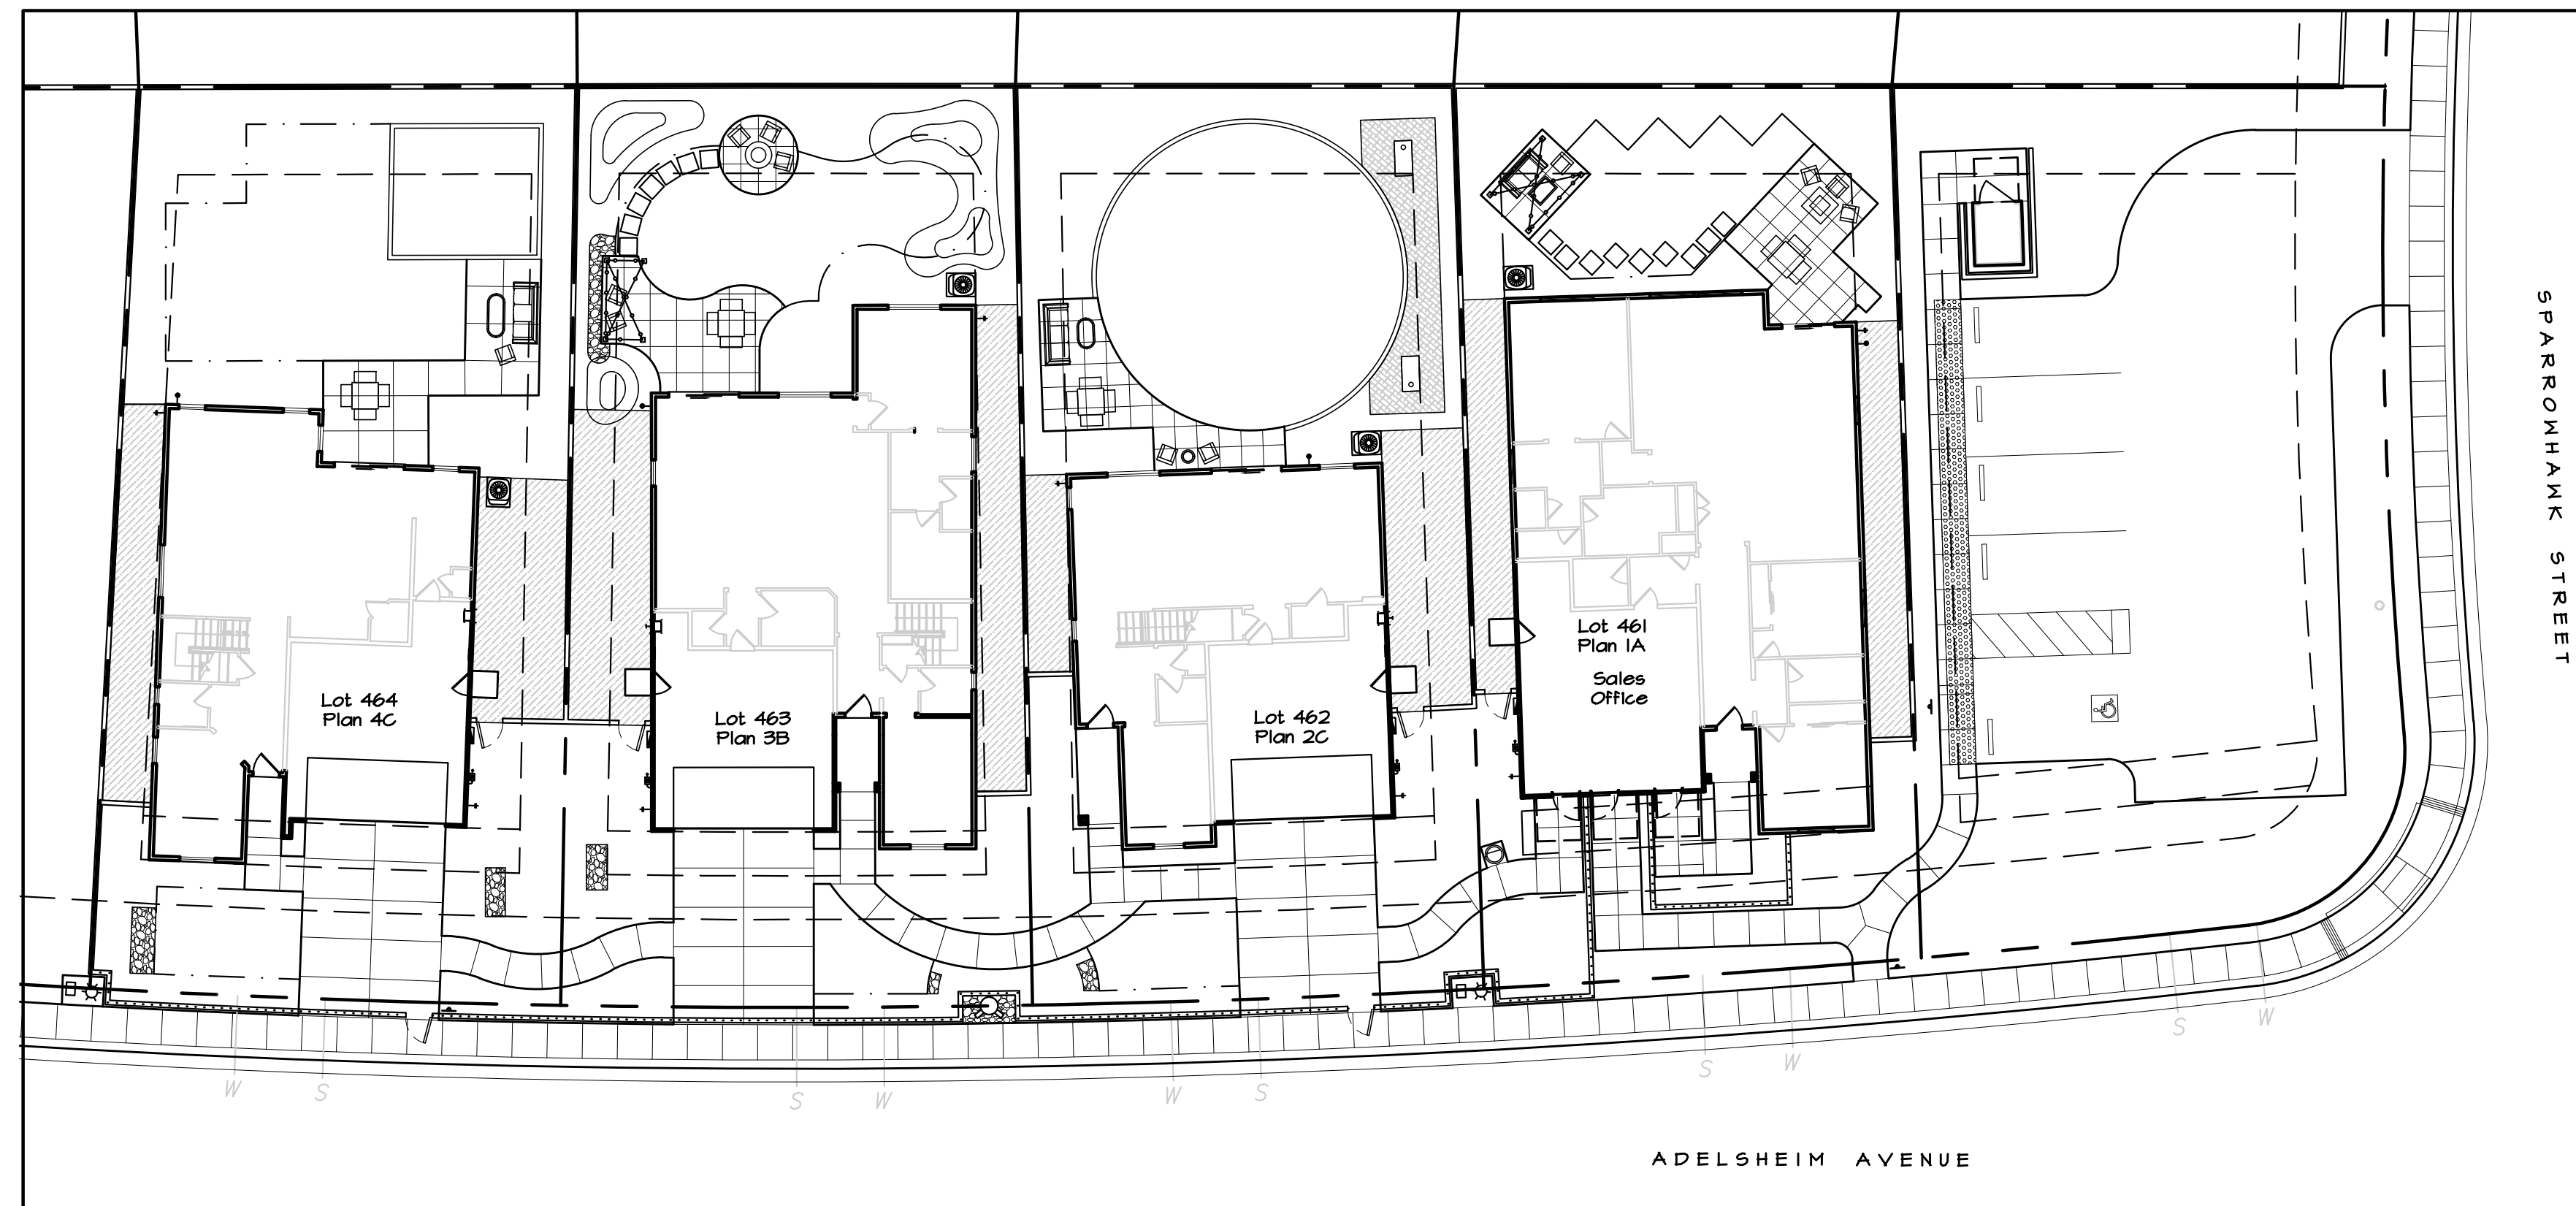 Lot 464
Plan 4C
Lot 463
Plan 3B
Lot 462
Plan 2C
Lot 461
Plan 1A
Sales
Office
SPARROWHAWK STREET
W
S
S
W
W
S
S
W
S
W
ADELSHEIM AVENUE